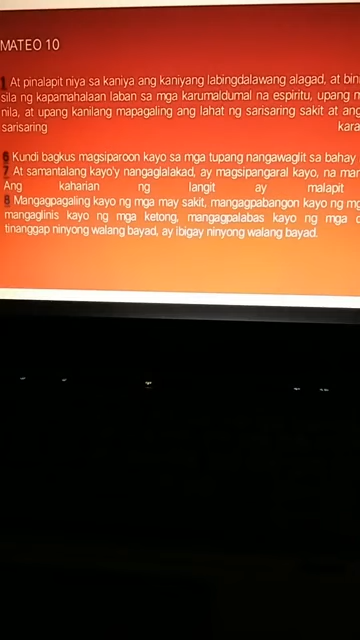 MATEO 10
1 At pinalapit niya sa kaniya ang kaniyang labingdalawang alagad, at
sila ng kapamahalaan laban sa mga karumaldumal na espiritu, upang
nila, at upang kanilang mapagaling ang lahat ng sarisaring sakit at
sarisaring
6 Kundi bagkus magsiparoon kayo sa mga tupang nangawaglit sa bahay
7 At samantalang kayo'y nangaglalakad, ay magsipangaral kayo, na
Ang kaharian ng langit ay malapit
8 Mangagpagaling kayo ng mga may sakit, mangagpabangon kayo ng
mangaglinis kayo ng mga ketong, mangagpalabas kayo ng mga
tinanggap ninyong walang bayad, ay ibigay ninyong walang bayad.